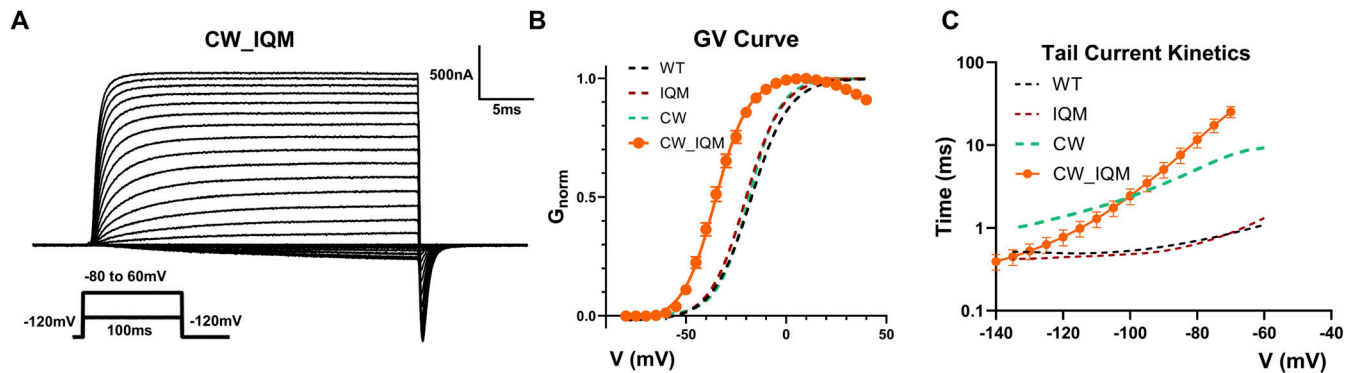 A
CW_IQM
500nA
5ms
-80 to 60mV
-120mV
-120mV
100ms
B
GV Curve
WT
IQM
CW
CW_IQM
1.0
0.5
0.0
Gnorm
-50
0
50
V (mV)
C
Tail Current Kinetics
WT
IQM
CW
CW_IQM
100
10
1
0.1
Time (ms)
-140
-120
-100
-80
-60
-40
V (mV)